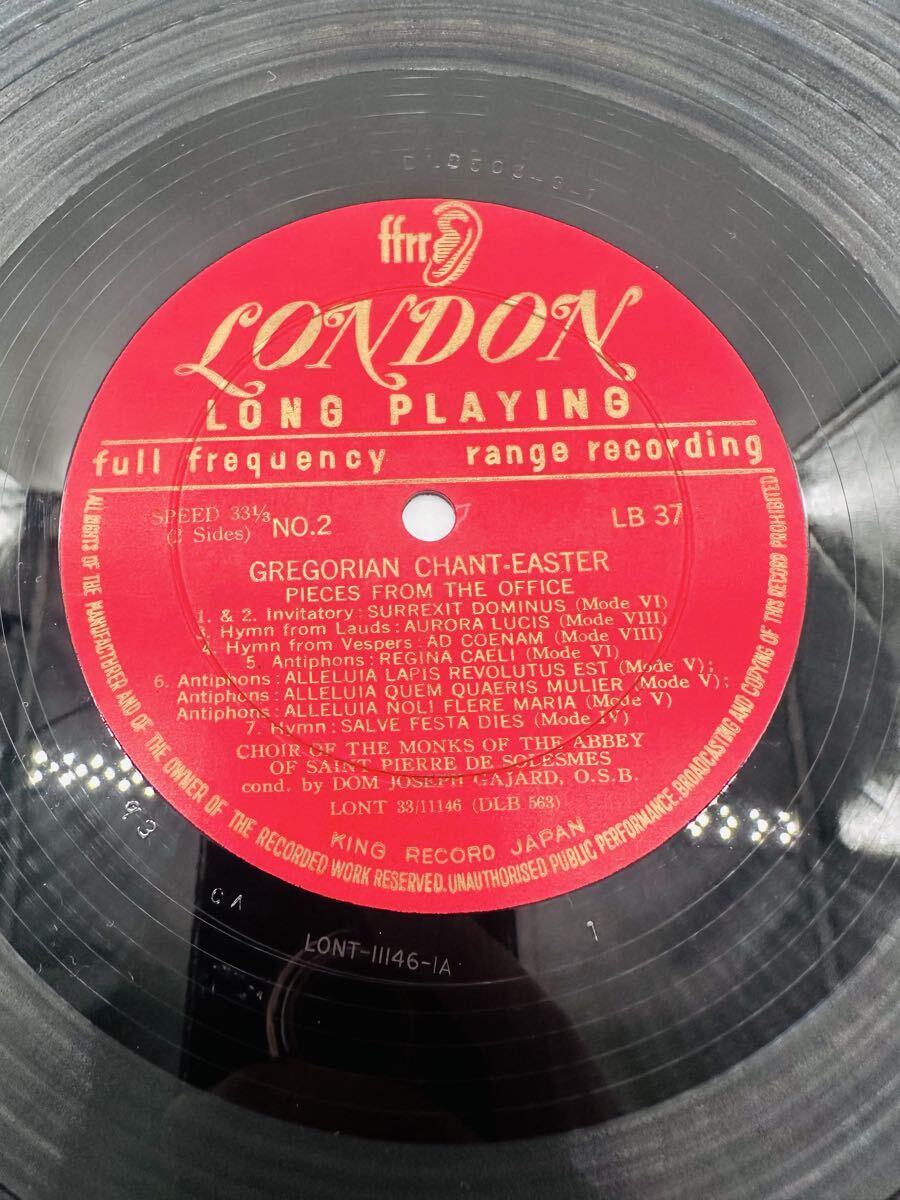 ffrr
LONDON
LONG PLAYING
full frequency range recording
SPEED 33⅓ NO.2 LB 37
(2 Sides)
GREGORIAN CHANT-EASTER
PIECES FROM THE OFFICE
1. & 2. Invitatory : SURREXIT DOMINUS (Mode VI)
3. Hymn from Lauds : AURORA LUCIS (Mode VIII)
4. Hymn from Vespers : AD COENAM (Mode VIII)
5. Antiphons : REGINA CAELI (Mode VI)
6. Antiphons : ALLELUIA LAPIS REVOLUTUS EST (Mode V) ;
Antiphons : ALLELUIA QUEM QUAERIS MULIER (Mode V) ;
Antiphons : ALLELUIA NOLI FLERE MARIA (Mode V)
7. Hymn : SALVE FESTA DIES (Mode IV)
CHOIR OF THE MONKS OF THE ABBEY
OF SAINT PIERRE DE SOLESMES
cond. by DOM JOSEPH GAJARD, O.S.B.
LONT 33/11146 (DLB 563)
KING RECORD JAPAN
ALL RIGHTS OF THE MANUFACTHRER AND OF THE OWNER OF THE RECORDED WORK RESERVED. UNAUTHORISED PUBLIC PERFORMANCE. BROADCASTING AND COPYING OF THIS RECORD PROHIBITED
93
CA
LONT-11146-1A
1